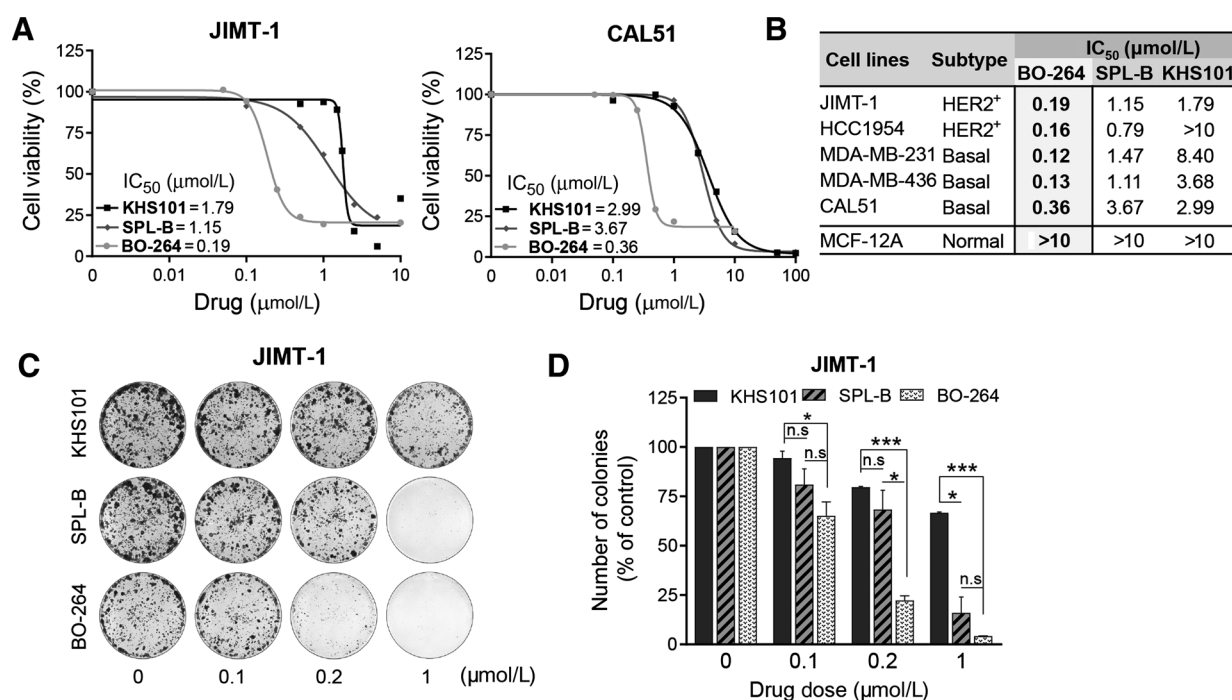 A
JIMT-1
Cell viability (%)
125
100
75
50
25
0
IC50 (μmol/L)
KHS101 = 1.79
SPL-B = 1.15
BO-264 = 0.19
0 0.01 0.1 1 10
Drug (μmol/L)
CAL51
Cell viability (%)
125
100
75
50
25
0
IC50 (μmol/L)
KHS101 = 2.99
SPL-B = 3.67
BO-264 = 0.36
0 0.01 0.1 1 10 100
Drug (μmol/L)
B
Cell lines Subtype IC50 (μmol/L)
BO-264 SPL-B KHS101
JIMT-1 HER2+ 0.19 1.15 1.79
HCC1954 HER2+ 0.16 0.79 >10
MDA-MB-231 Basal 0.12 1.47 8.40
MDA-MB-436 Basal 0.13 1.11 3.68
CAL51 Basal 0.36 3.67 2.99
MCF-12A Normal >10 >10 >10
C
JIMT-1
KHS101
SPL-B
BO-264
0 0.1 0.2 1 (μmol/L)
D
JIMT-1
KHS101 SPL-B BO-264
Number of colonies
(% of control)
125
100
75
50
25
0
*
n.s
n.s
***
n.s
*
***
*
n.s
0 0.1 0.2 1
Drug dose (μmol/L)